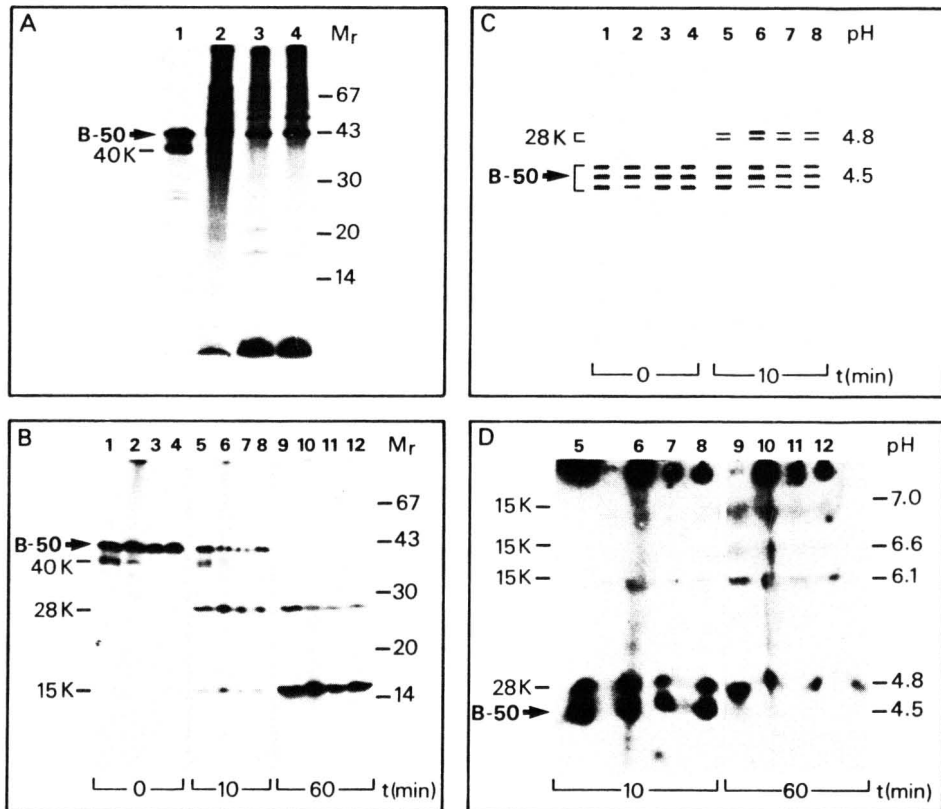 A
1 2 3 4 Mr
B-50
40K
67
43
30
20
14
C
1 2 3 4 5 6 7 8 pH
28K
4.8
B-50
4.5
0 10 t(min)
B
1 2 3 4 5 6 7 8 9 10 11 12 Mr
67
B-50
43
40K
30
28K
20
15K
14
0 10 60 t(min)
D
5 6 7 8 9 10 11 12 pH
15K
7.0
15K
6.6
15K
6.1
28K
4.8
B-50
4.5
10 60 t(min)